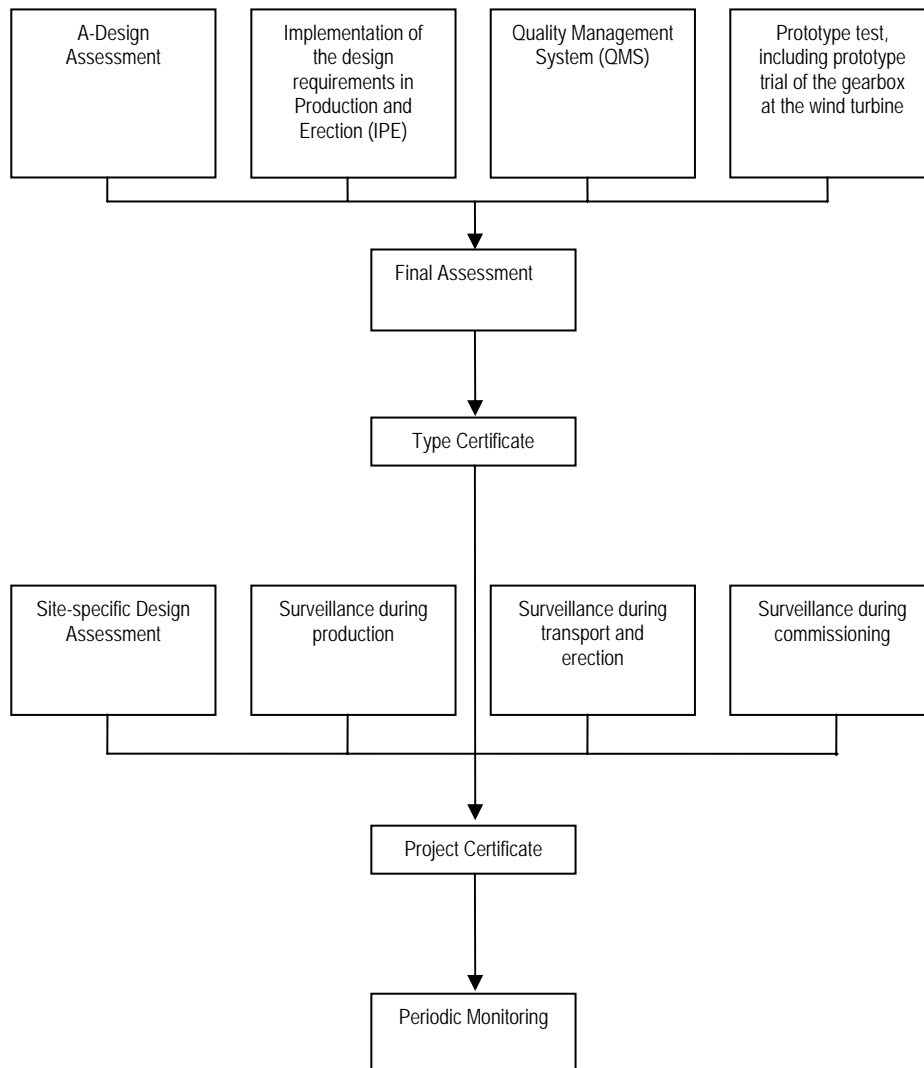 A-Design
Assessment
Implementation of
the design
requirements in
Production and
Erection (IPE)
Quality Management
System (QMS)
Prototype test,
including prototype
trial of the gearbox
at the wind turbine
Final Assessment
Type Certificate
Site-specific Design
Assessment
Surveillance during
production
Surveillance during
transport and
erection
Surveillance during
commissioning
Project Certificate
Periodic Monitoring